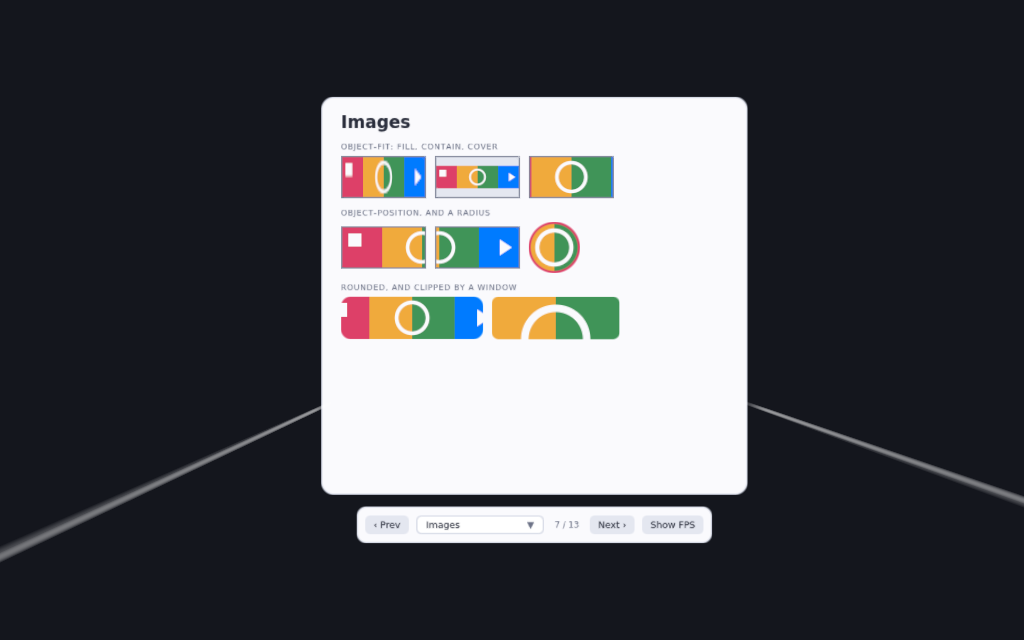 Images
OBJECT-FIT: FILL, CONTAIN, COVER
OBJECT-POSITION, AND A RADIUS
ROUNDED, AND CLIPPED BY A WINDOW
‹ Prev Images ▼ 7 / 13 Next › Show FPS